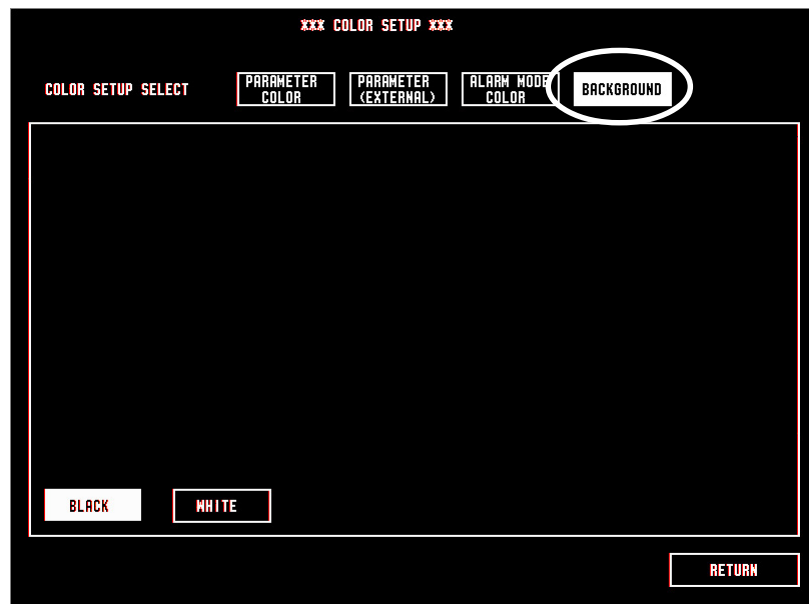 *** COLOR SETUP ***
COLOR SETUP SELECT
PARAMETER
COLOR
PARAMETER
(EXTERNAL)
ALARM MODE
COLOR
BACKGROUND
BLACK
WHITE
RETURN